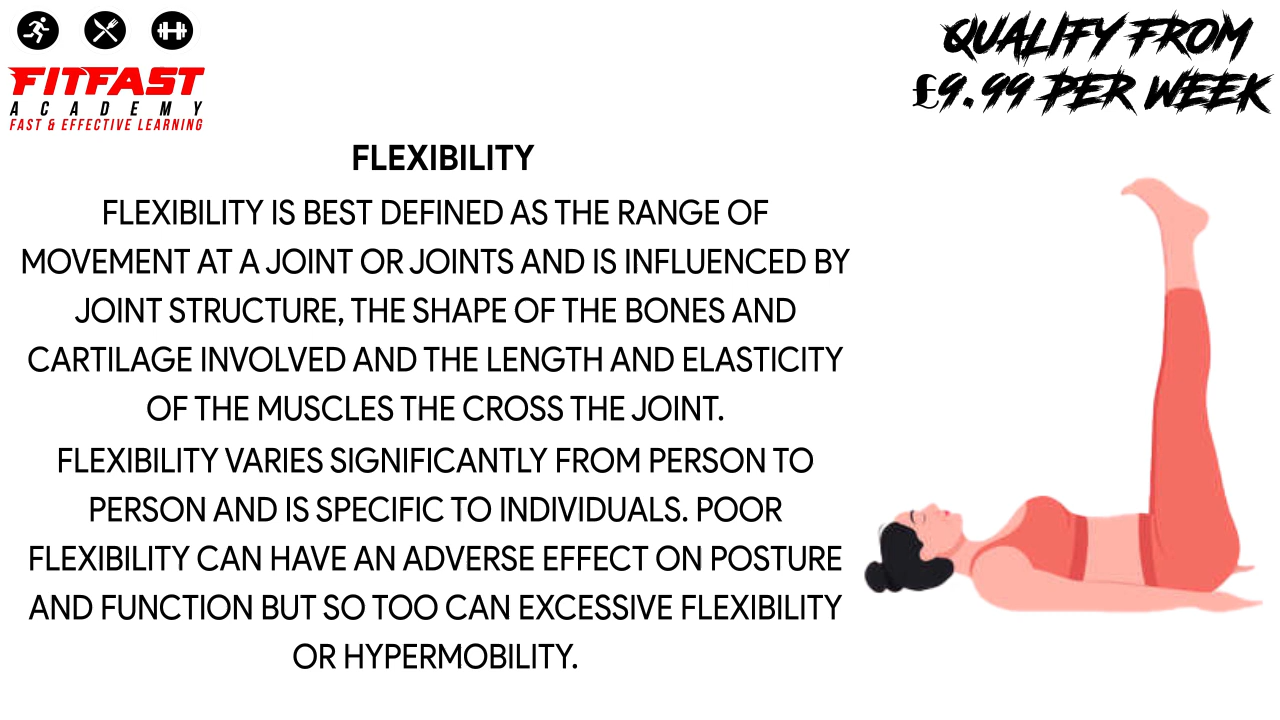 FITFAST
ACADEMY
FAST & EFFECTIVE LEARNING
QUALIFY FROM
£9.99 PER WEEK
FLEXIBILITY
FLEXIBILITY IS BEST DEFINED AS THE RANGE OF
MOVEMENT AT A JOINT OR JOINTS AND IS INFLUENCED BY
JOINT STRUCTURE, THE SHAPE OF THE BONES AND
CARTILAGE INVOLVED AND THE LENGTH AND ELASTICITY
OF THE MUSCLES THE CROSS THE JOINT.
FLEXIBILITY VARIES SIGNIFICANTLY FROM PERSON TO
PERSON AND IS SPECIFIC TO INDIVIDUALS. POOR
FLEXIBILITY CAN HAVE AN ADVERSE EFFECT ON POSTURE
AND FUNCTION BUT SO TOO CAN EXCESSIVE FLEXIBILITY
OR HYPERMOBILITY.